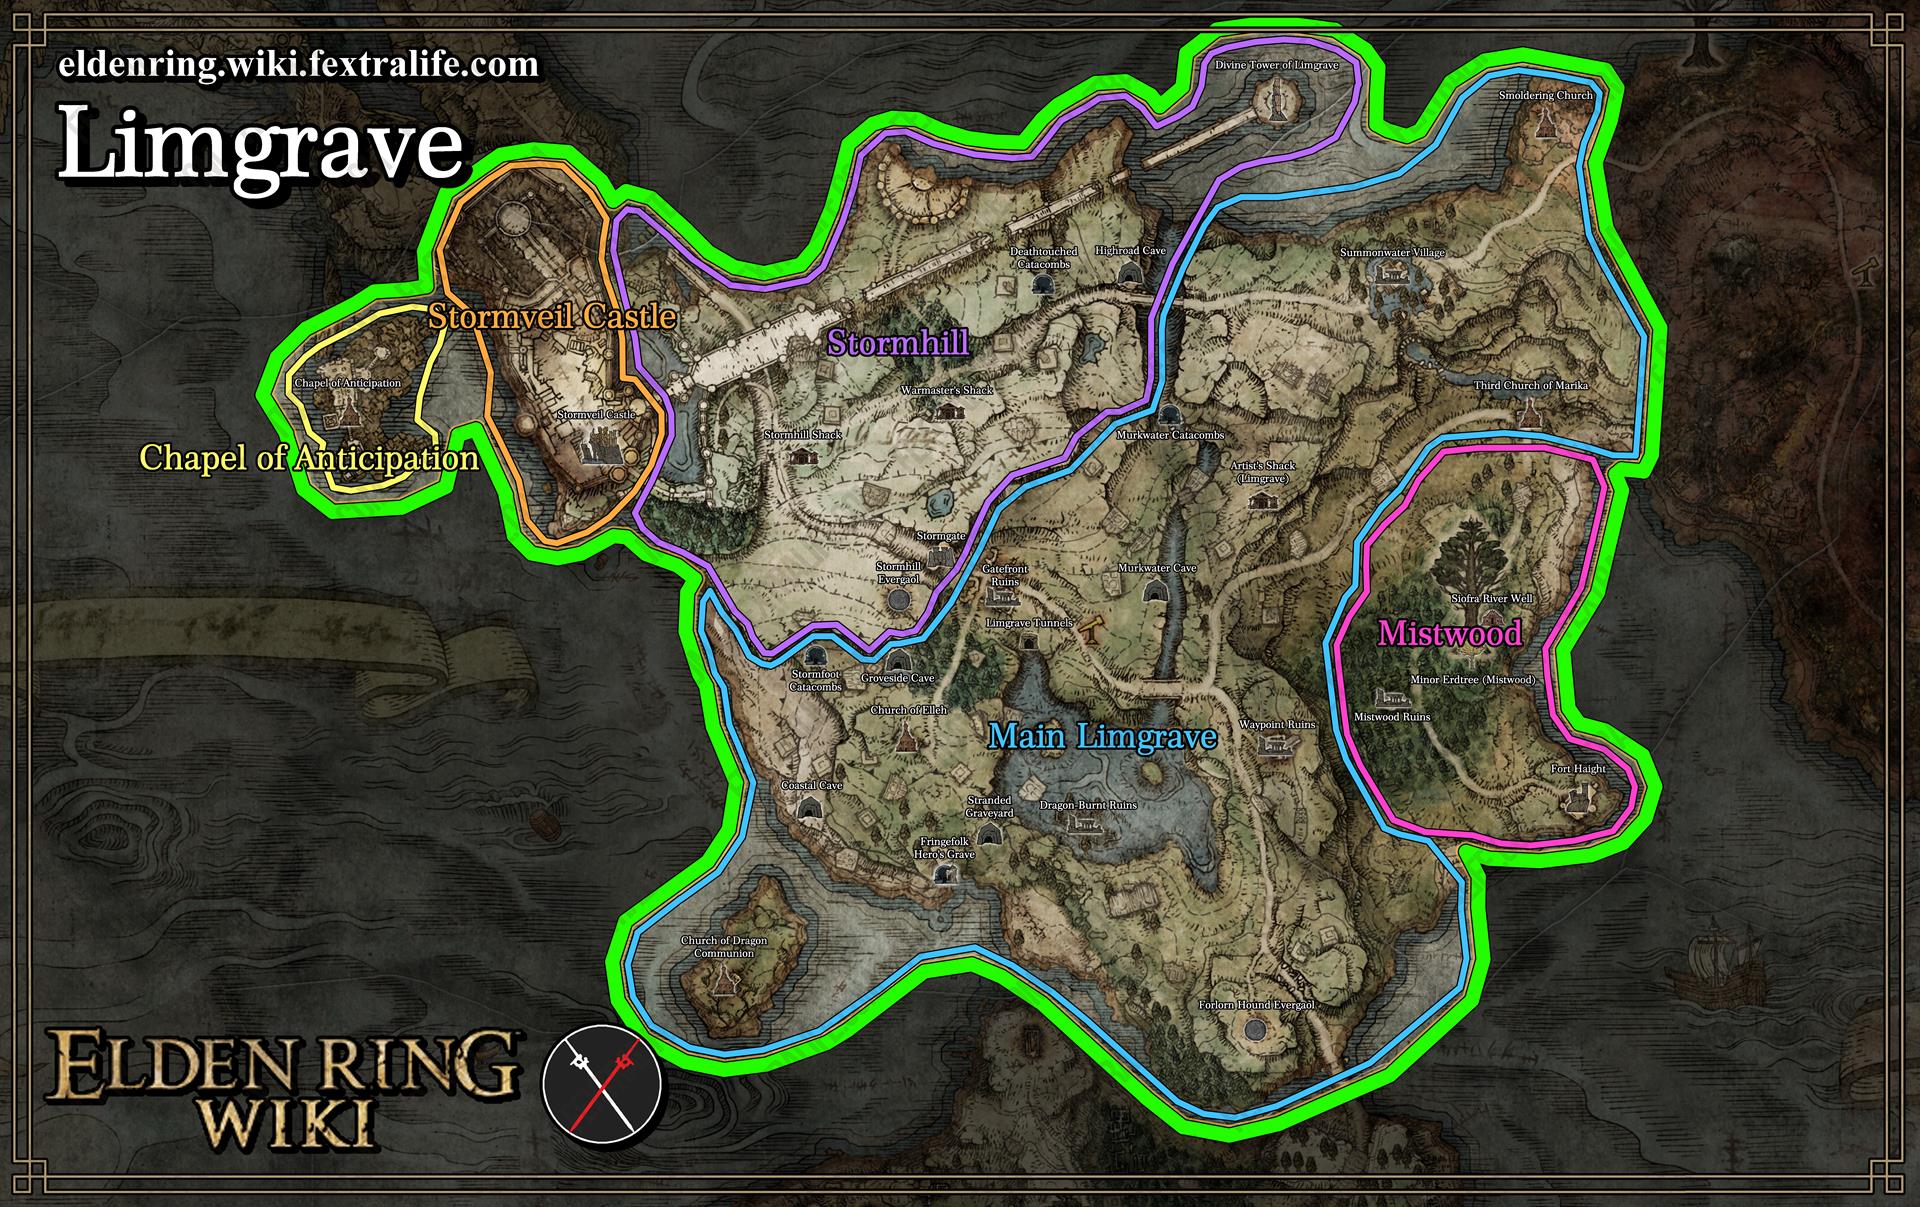 eldenring.wiki.fextralife.com
Limgrave
Divine Tower of Limgrave
Smoldering Church
Deathtouched
Catacombs
Highroad Cave
Summonwater Village
Stormveil Castle
Stormhill
Chapel of Anticipation
Warmaster's Shack
Third Church of Marika
Stormveil Castle
Stormhill Shack
Murkwater Catacombs
Chapel of Anticipation
Artist's Shack
(Limgrave)
Stormgate
Stormhill
Evergaol
Gatefront
Ruins
Murkwater Cave
Siofra River Well
Limgrave Tunnels
Mistwood
Stormfoot
Catacombs
Groveside Cave
Minor Erdtree (Mistwood)
Church of Elleh
Mistwood Ruins
Main Limgrave
Waypoint Ruins
Fort Haight
Coastal Cave
Stranded
Graveyard
Dragon-Burnt Ruins
Fringefolk
Hero's Grave
Church of Dragon
Communion
Forlorn Hound Evergaol
ELDEN RING
WIKI